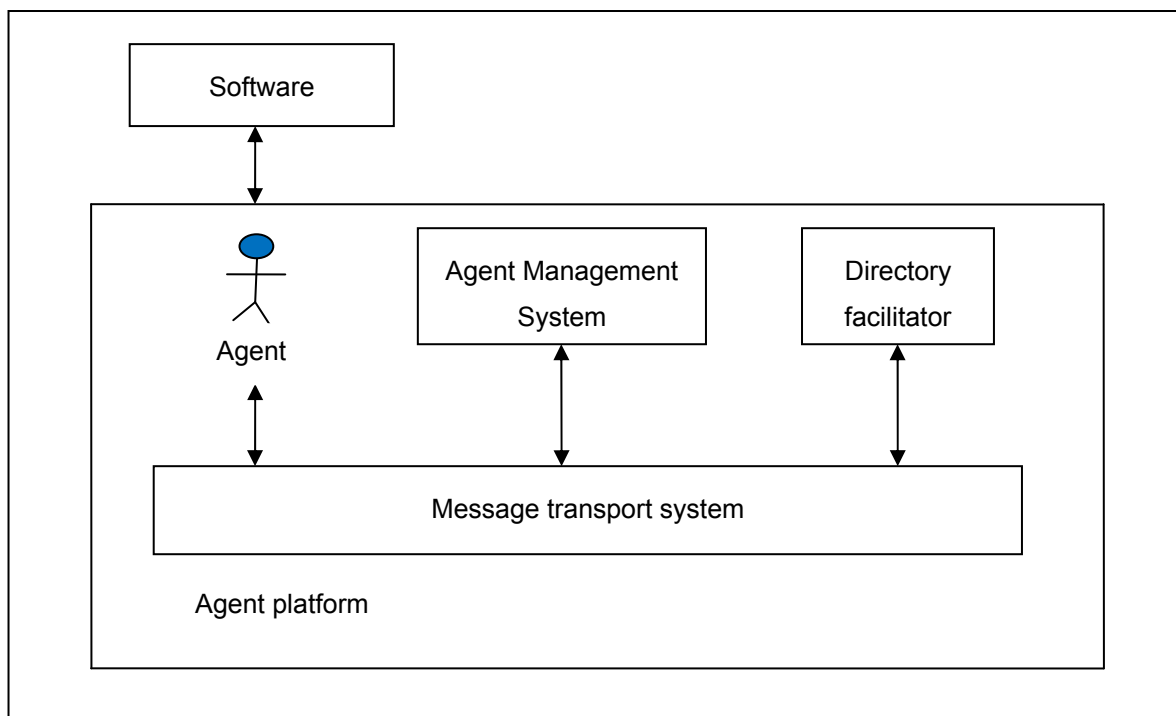 Software
Agent Management
System
Directory
facilitator
Agent
Message transport system
Agent platform